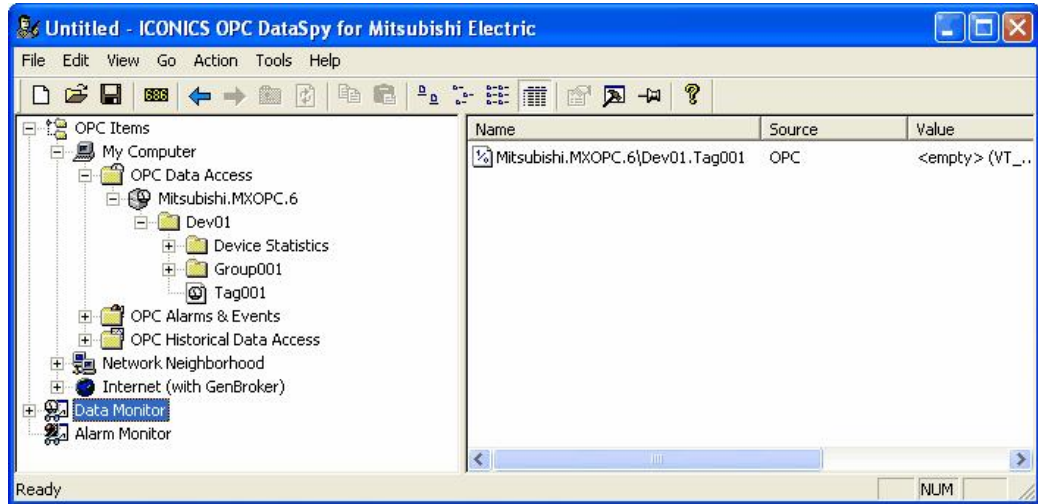 Untitled - ICONICS OPC DataSpy for Mitsubishi Electric
File Edit View Go Action Tools Help
OPC Items
My Computer
OPC Data Access
Mitsubishi.MXOPC.6
Dev01
Device Statistics
Group001
Tag001
OPC Alarms & Events
OPC Historical Data Access
Network Neighborhood
Internet (with GenBroker)
Data Monitor
Alarm Monitor
Name Source Value
Mitsubishi.MXOPC.6\Dev01.Tag001 OPC <empty> (VT_...
Ready NUM